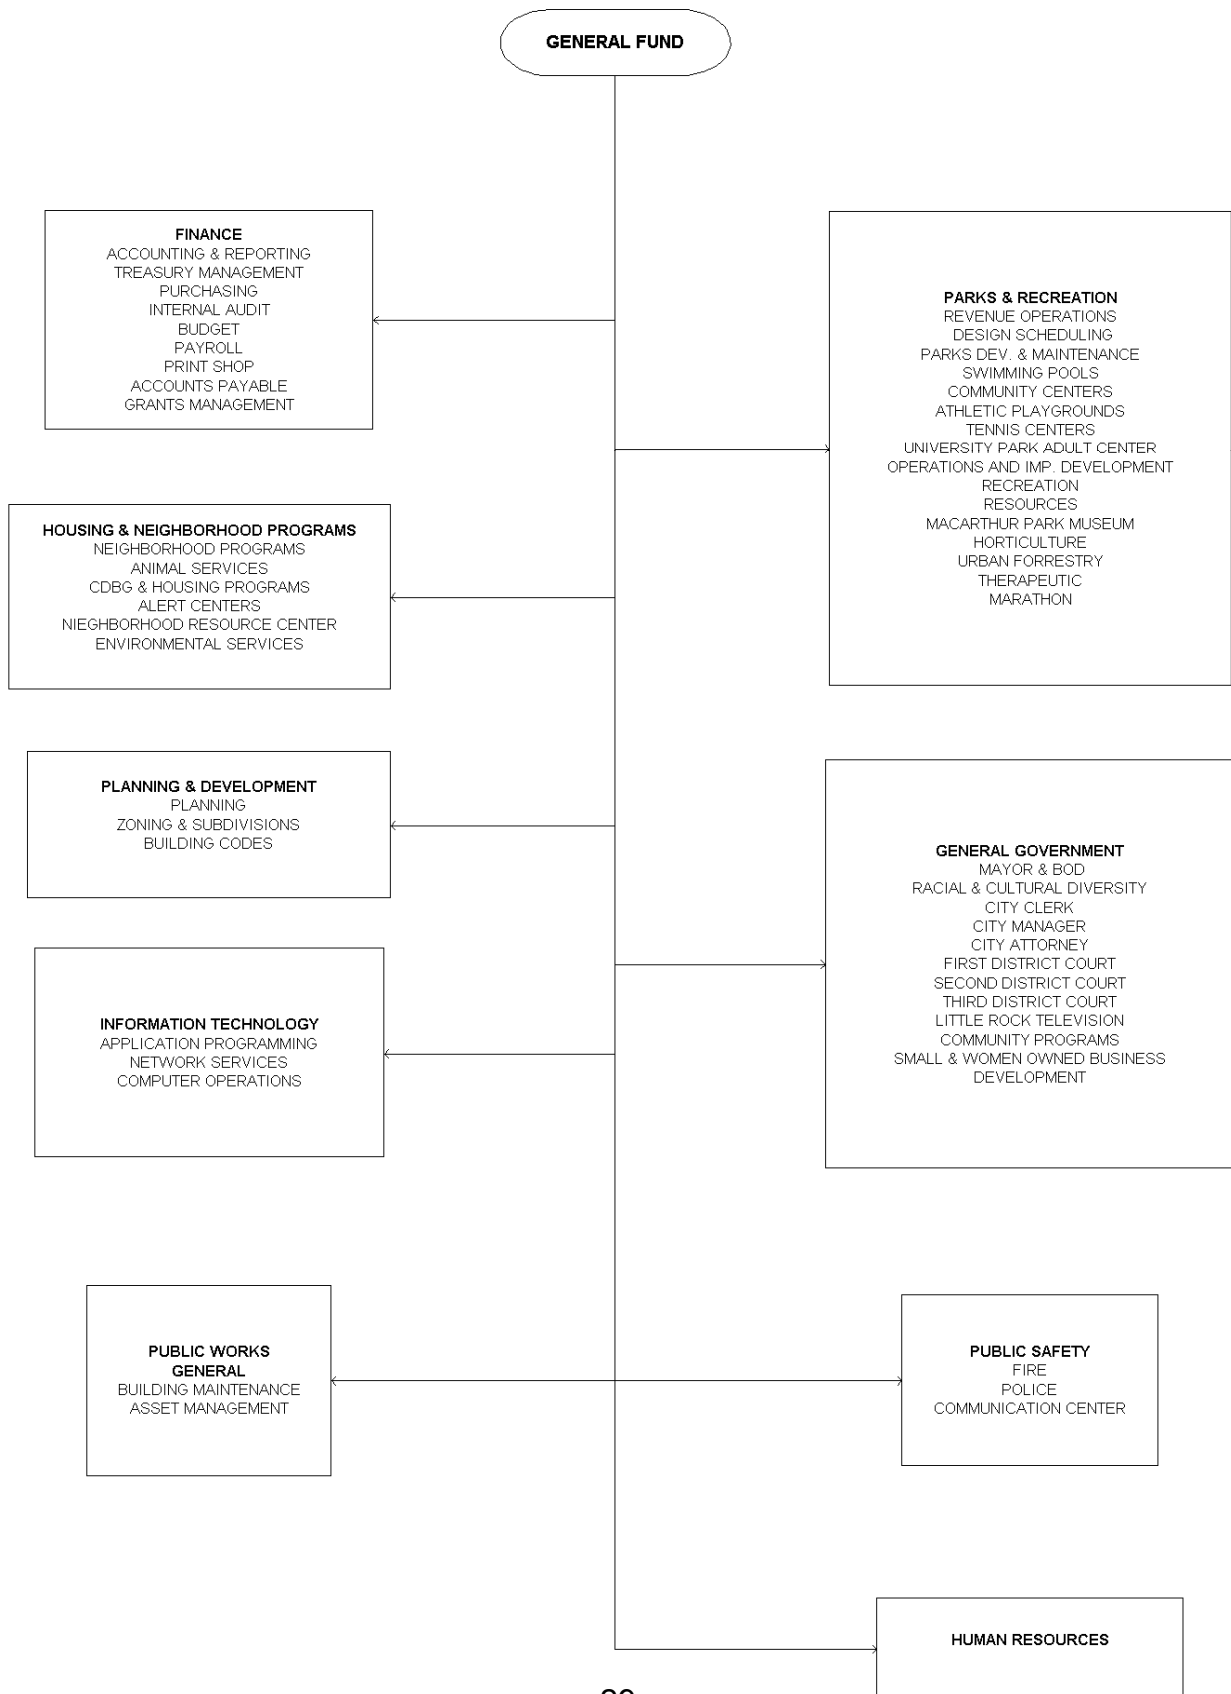 GENERAL FUND
FINANCE
ACCOUNTING & REPORTING
TREASURY MANAGEMENT
PURCHASING
INTERNAL AUDIT
BUDGET
PAYROLL
PRINT SHOP
ACCOUNTS PAYABLE
GRANTS MANAGEMENT
PARKS & RECREATION
REVENUE OPERATIONS
DESIGN SCHEDULING
PARKS DEV. & MAINTENANCE
SWIMMING POOLS
COMMUNITY CENTERS
ATHLETIC PLAYGROUNDS
TENNIS CENTERS
UNIVERSITY PARK ADULT CENTER
OPERATIONS AND IMP. DEVELOPMENT
RECREATION
RESOURCES
MACARTHUR PARK MUSEUM
HORTICULTURE
URBAN FORRESTRY
THERAPEUTIC
MARATHON
HOUSING & NEIGHBORHOOD PROGRAMS
NEIGHBORHOOD PROGRAMS
ANIMAL SERVICES
CDBG & HOUSING PROGRAMS
ALERT CENTERS
NIEGHBORHOOD RESOURCE CENTER
ENVIRONMENTAL SERVICES
PLANNING & DEVELOPMENT
PLANNING
ZONING & SUBDIVISIONS
BUILDING CODES
GENERAL GOVERNMENT
MAYOR & BOD
RACIAL & CULTURAL DIVERSITY
CITY CLERK
CITY MANAGER
CITY ATTORNEY
FIRST DISTRICT COURT
SECOND DISTRICT COURT
THIRD DISTRICT COURT
LITTLE ROCK TELEVISION
COMMUNITY PROGRAMS
SMALL & WOMEN OWNED BUSINESS
DEVELOPMENT
INFORMATION TECHNOLOGY
APPLICATION PROGRAMMING
NETWORK SERVICES
COMPUTER OPERATIONS
PUBLIC WORKS
GENERAL
BUILDING MAINTENANCE
ASSET MANAGEMENT
PUBLIC SAFETY
FIRE
POLICE
COMMUNICATION CENTER
HUMAN RESOURCES